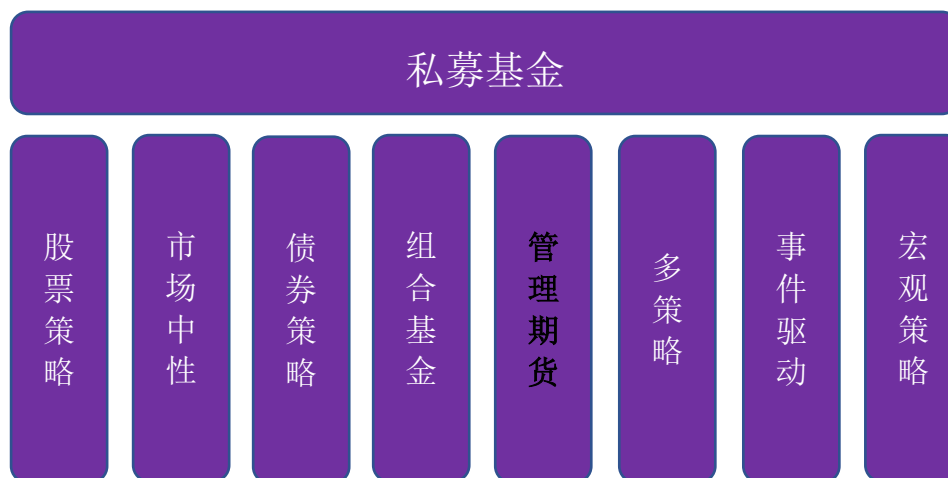 私募基金
股票策略
市场中性
债券策略
组合基金
管理期货
多策略
事件驱动
宏观策略